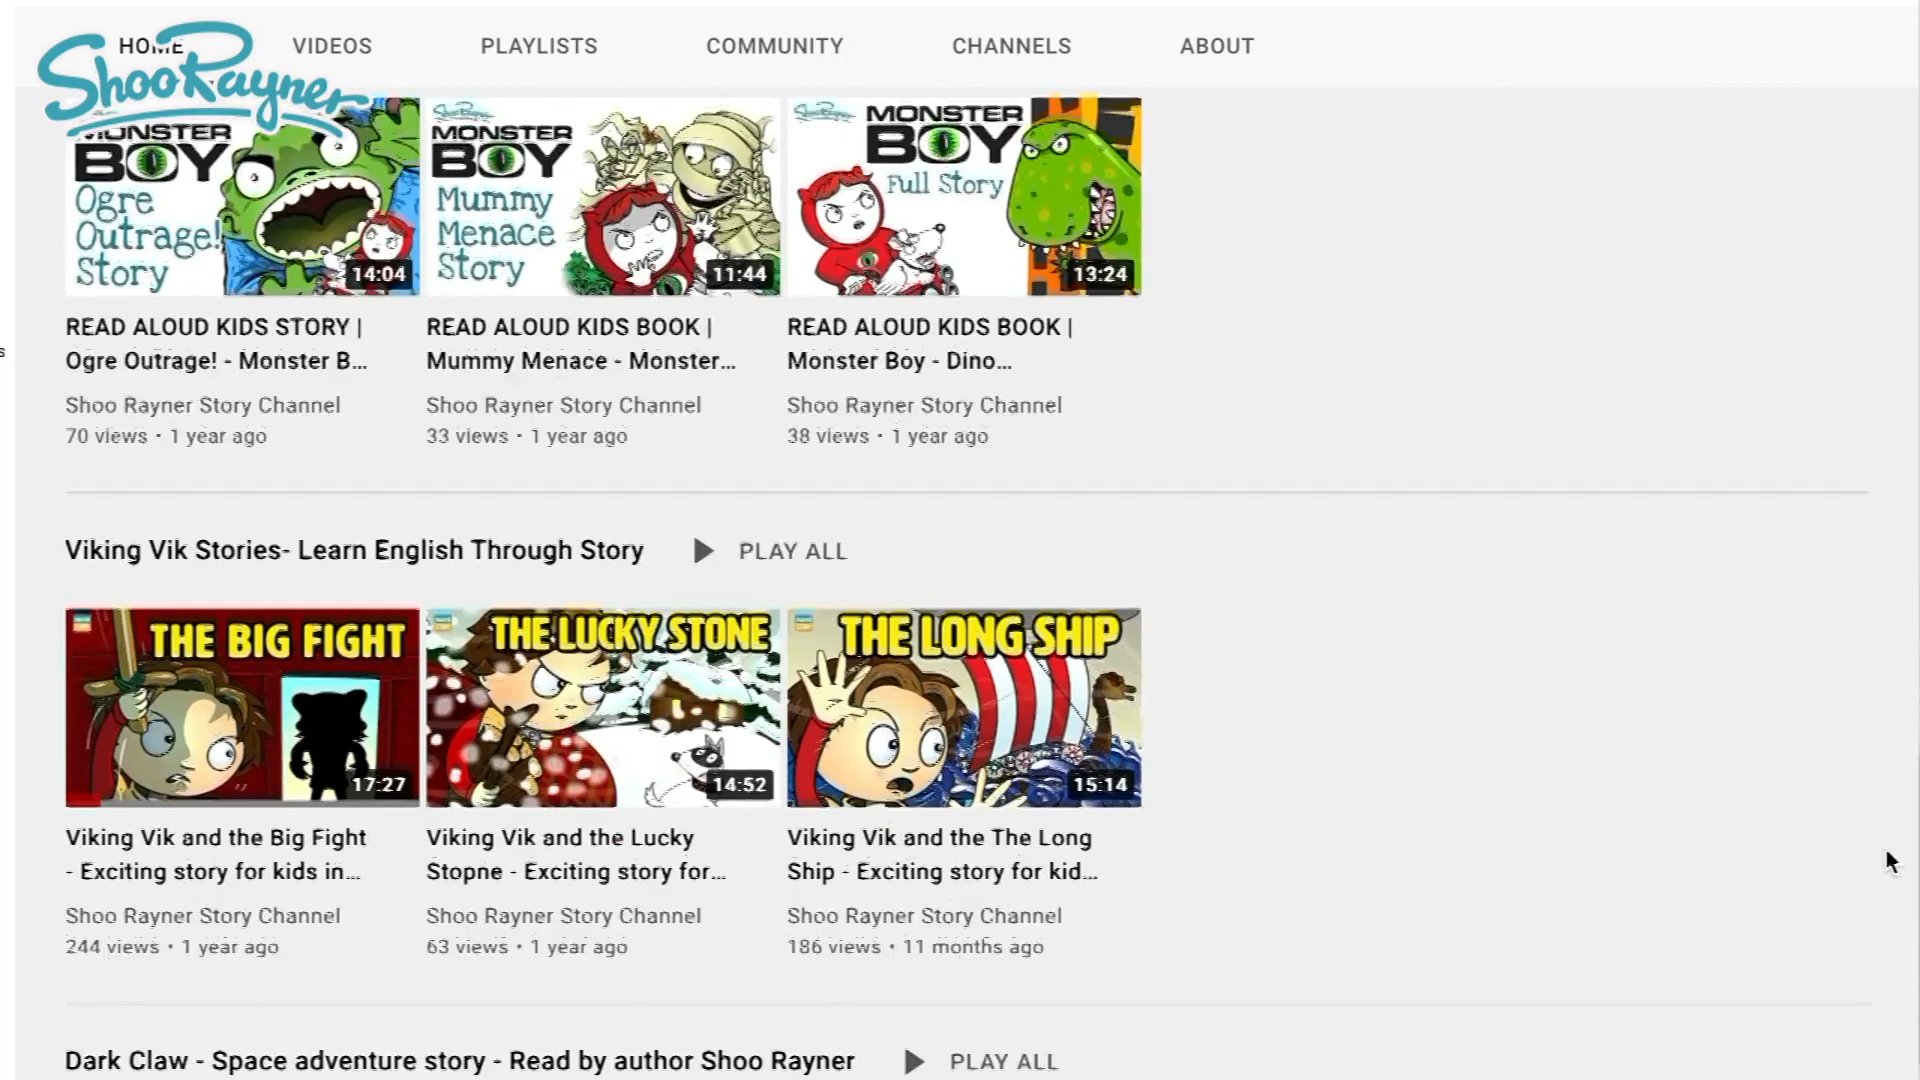 HOME VIDEOS PLAYLISTS COMMUNITY CHANNELS ABOUT
Shoo Rayner
MONSTER
BOY
Ogre
Outrage!
Story
14:04
Shoo Rayner
MONSTER
BOY
Mummy
Menace
Story
11:44
Shoo Rayner
MONSTER
BOY
Full Story
13:24
READ ALOUD KIDS STORY |
Ogre Outrage! - Monster B...
Shoo Rayner Story Channel
70 views • 1 year ago
READ ALOUD KIDS BOOK |
Mummy Menace - Monster...
Shoo Rayner Story Channel
33 views • 1 year ago
READ ALOUD KIDS BOOK |
Monster Boy - Dino...
Shoo Rayner Story Channel
38 views • 1 year ago
s
Viking Vik Stories- Learn English Through Story PLAY ALL
THE BIG FIGHT
17:27
THE LUCKY STONE
14:52
THE LONG SHIP
15:14
Viking Vik and the Big Fight
- Exciting story for kids in...
Shoo Rayner Story Channel
244 views • 1 year ago
Viking Vik and the Lucky
Stopne - Exciting story for...
Shoo Rayner Story Channel
63 views • 1 year ago
Viking Vik and the The Long
Ship - Exciting story for kid...
Shoo Rayner Story Channel
186 views • 11 months ago
Dark Claw - Space adventure story - Read by author Shoo Rayner PLAY ALL